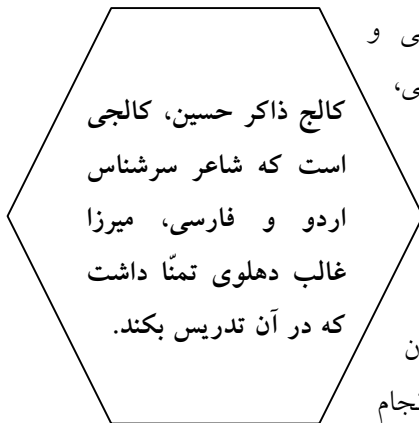 ی و
ی،
کالج ذاکر حسین، کالجی
است که شاعر سرشناس
اردو و فارسی، میرزا
غالب دهلوی تمنّا داشت
که در آن تدریس بکند.
ن
نجام